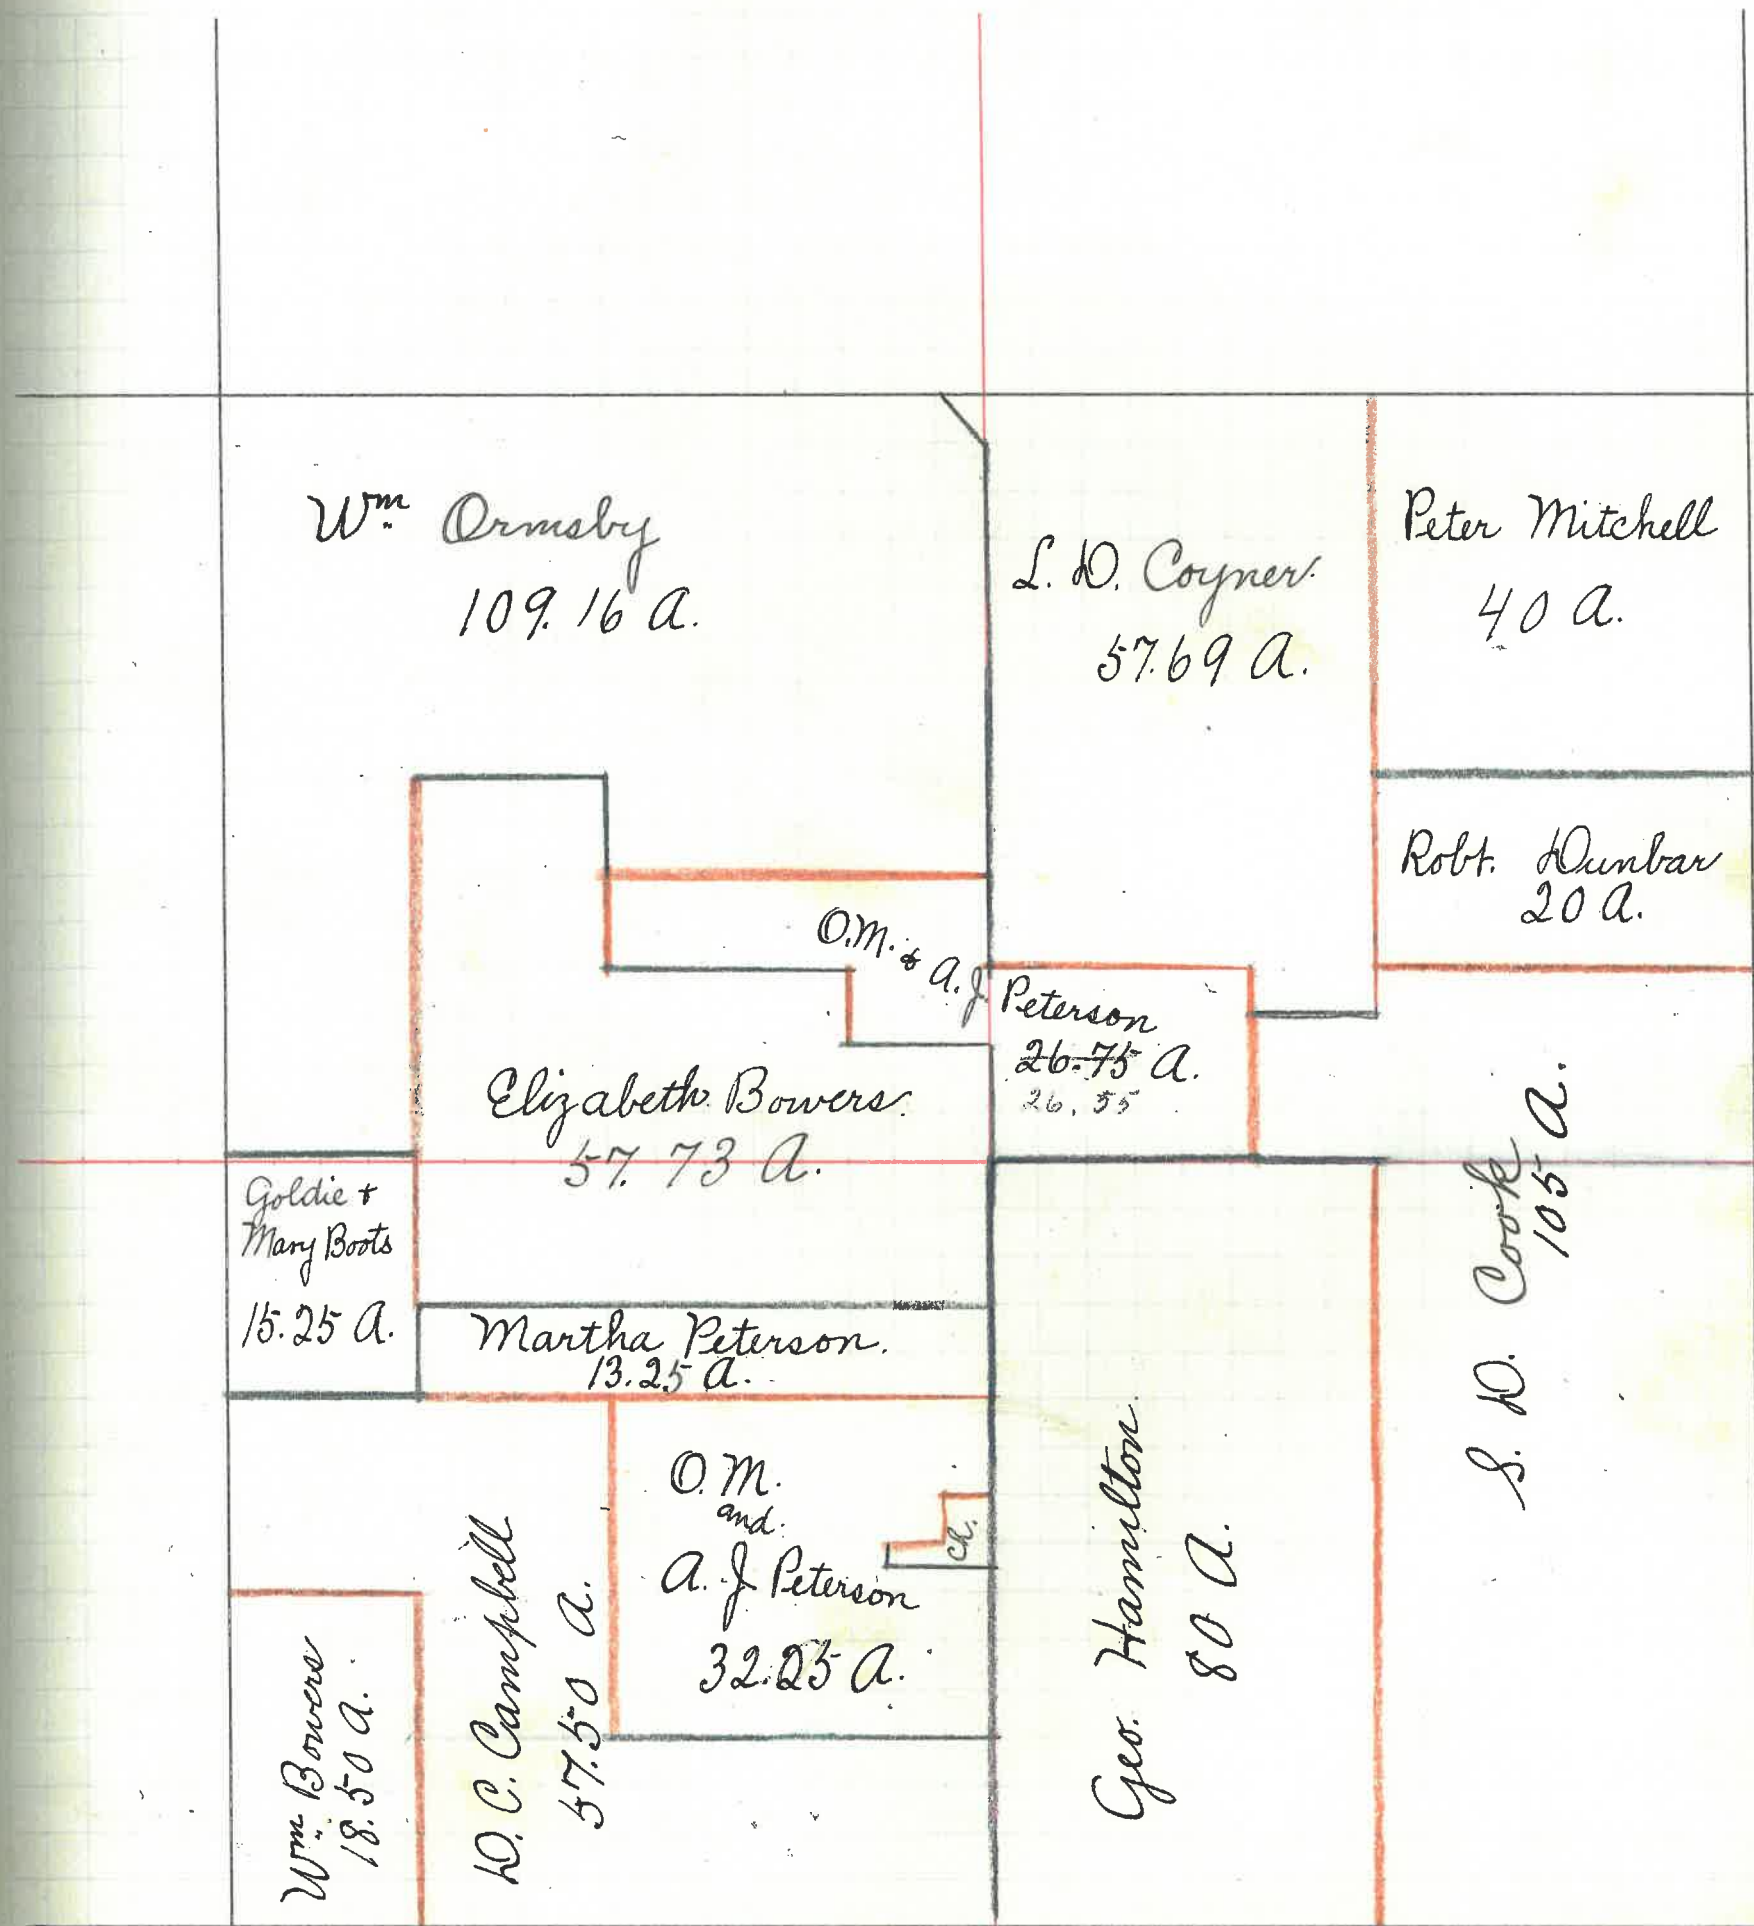 Wm. Ormsby
109.16 A.
L. D. Coyner.
57.69 A.
Peter Mitchell
40 A.
Robt. Dunbar
20 A.
O.M. & A. J. Peterson
26.75 A.
26.55
Elizabeth Bowers.
57.73 A.
Goldie &
Mary Boots
15.25 A.
Martha Peterson.
13.25 A.
S. D. Cook
105 A.
O. M.
and
A. J. Peterson
32.25 A.
Ch.
Geo. Hamilton
80 A.
D. C. Campbell
57.50 A.
Wm. Bowers
18.50 A.